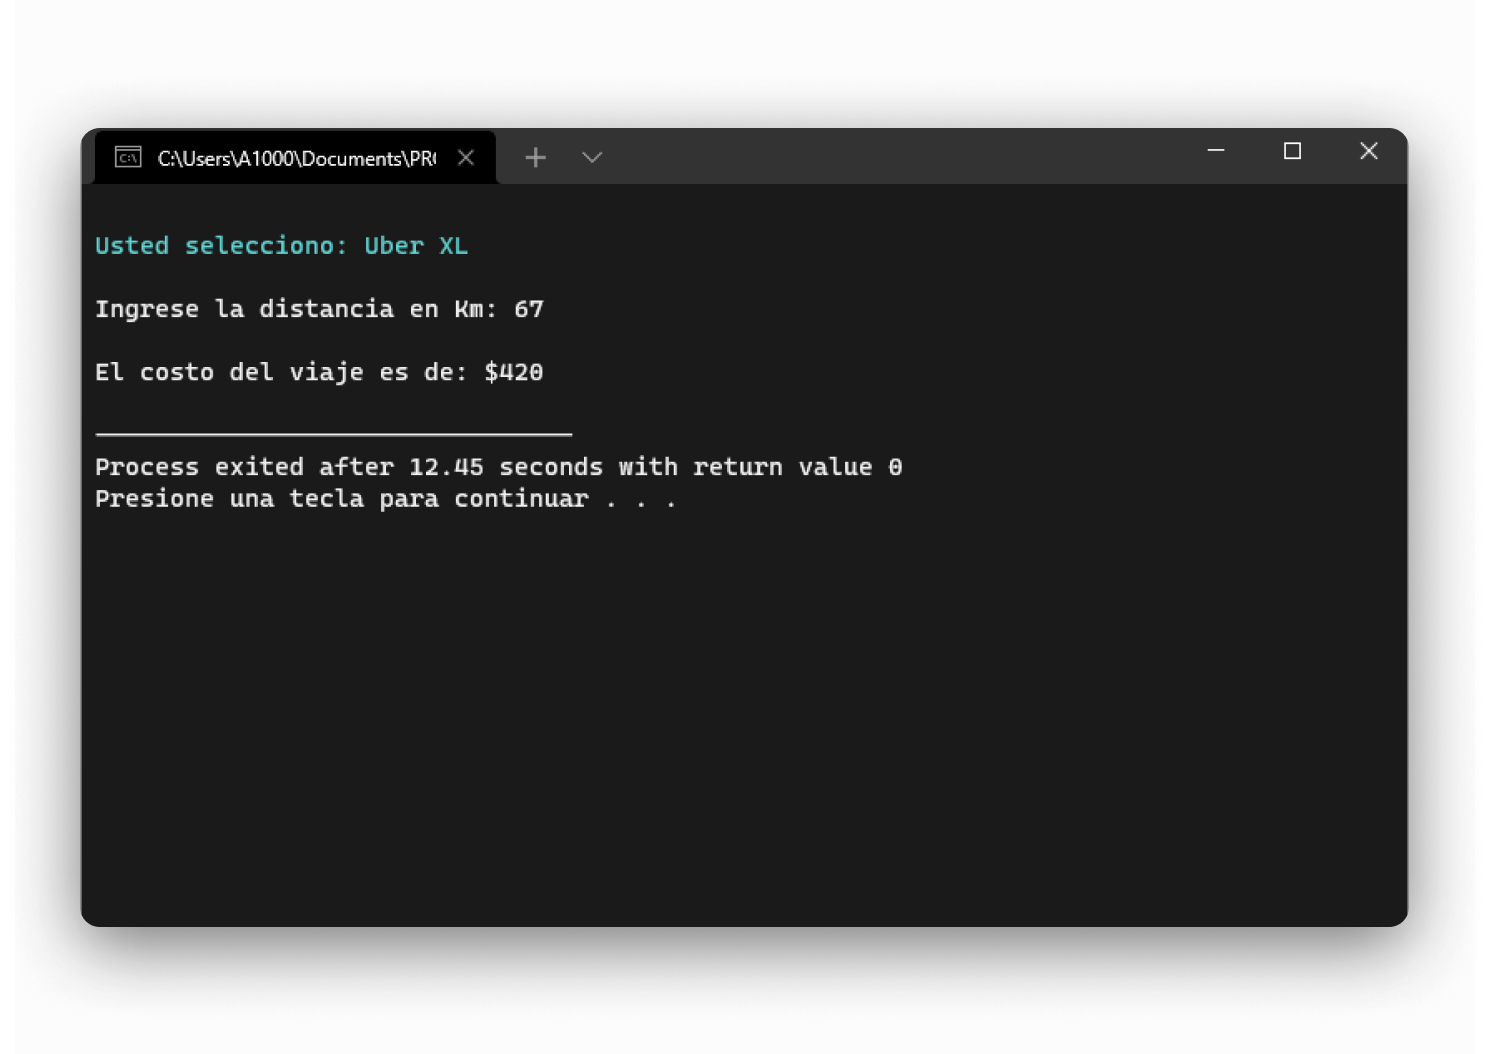 C:\Users\A1000\Documents\PR
Usted selecciono: Uber XL
Ingrese la distancia en Km: 67
El costo del viaje es de: $420
Process exited after 12.45 seconds with return value 0
Presione una tecla para continuar . . .